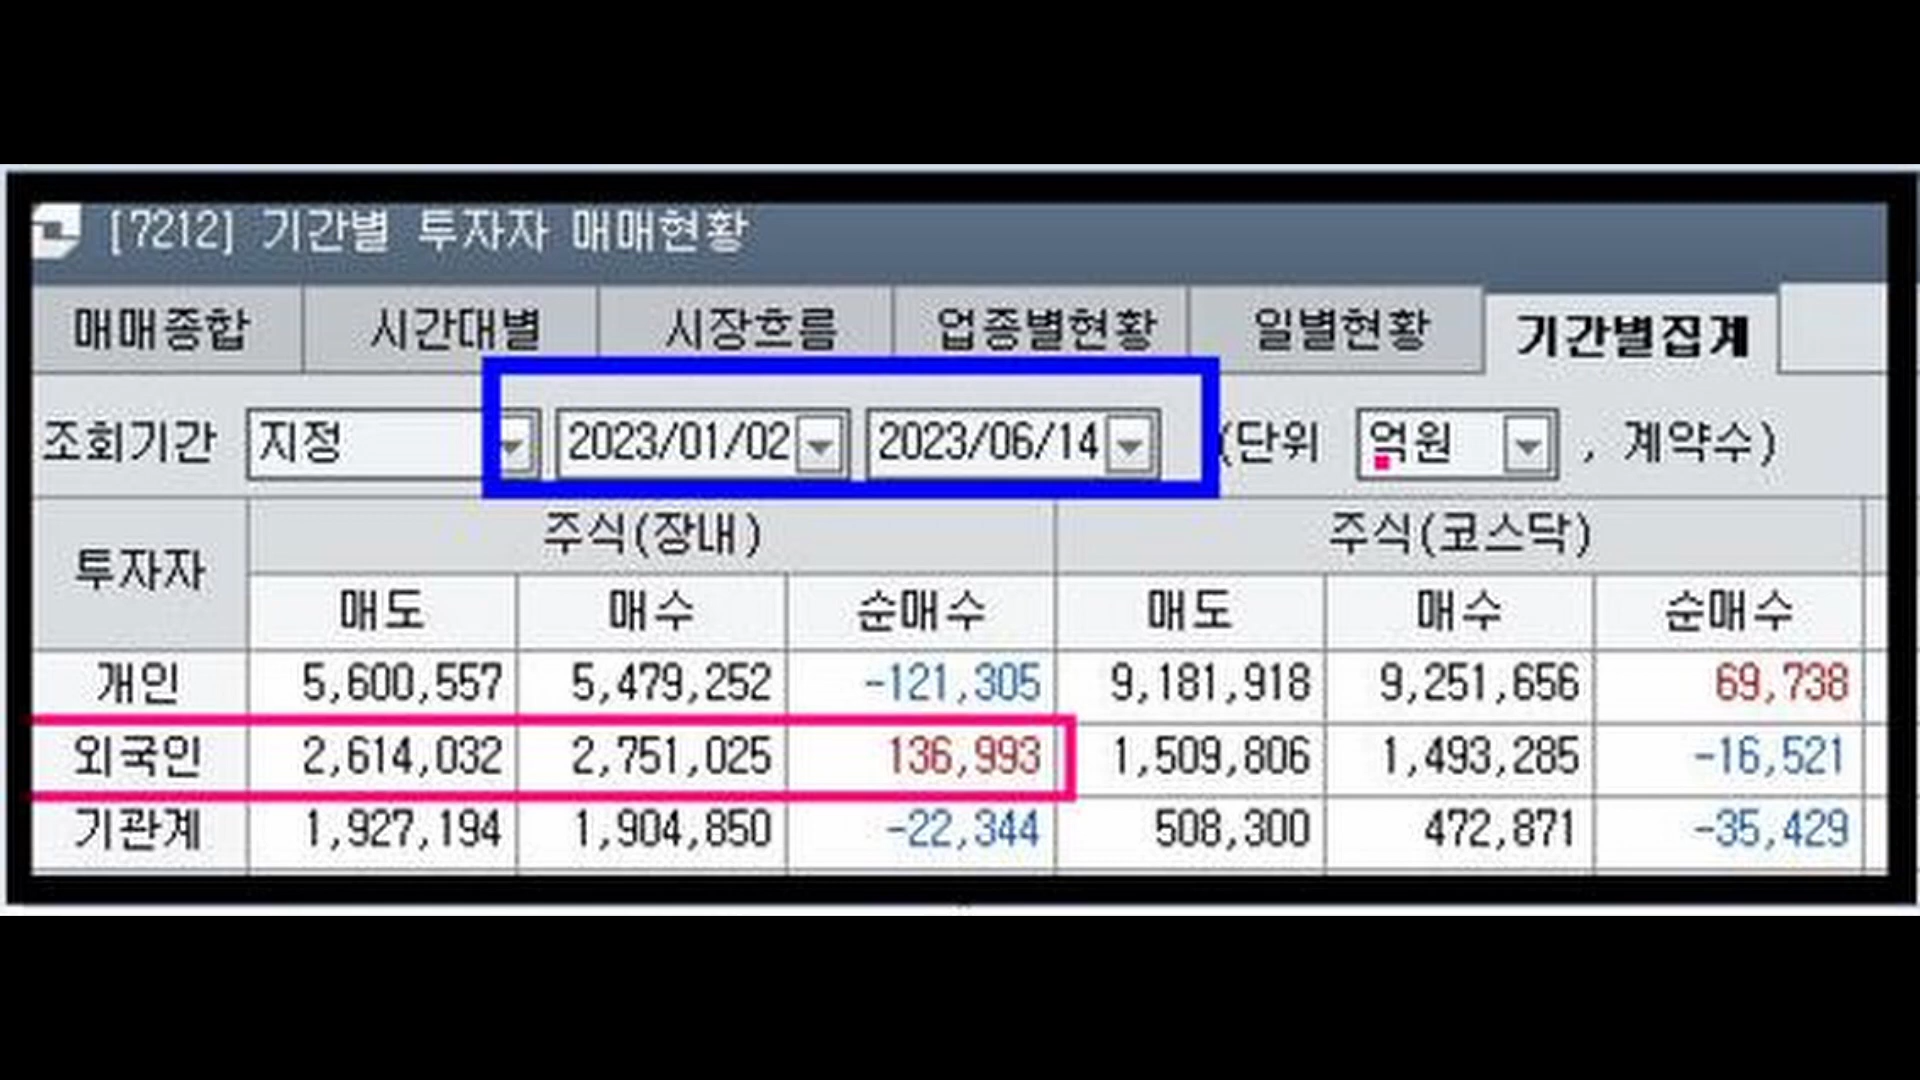 [7212] 기간별 투자자 매매현황
매매종합 시간대별 시장흐름 업종별현황 일별현황 기간별집계
조회기간 지정 2023/01/02 2023/06/14 (단위 억원 , 계약수)
투자자 주식(장내) 주식(코스닥)
매도 매수 순매수 매도 매수 순매수
개인 5,600,557 5,479,252 -121,305 9,181,918 9,251,656 69,738
외국인 2,614,032 2,751,025 136,993 1,509,806 1,493,285 -16,521
기관계 1,927,194 1,904,850 -22,344 508,300 472,871 -35,429